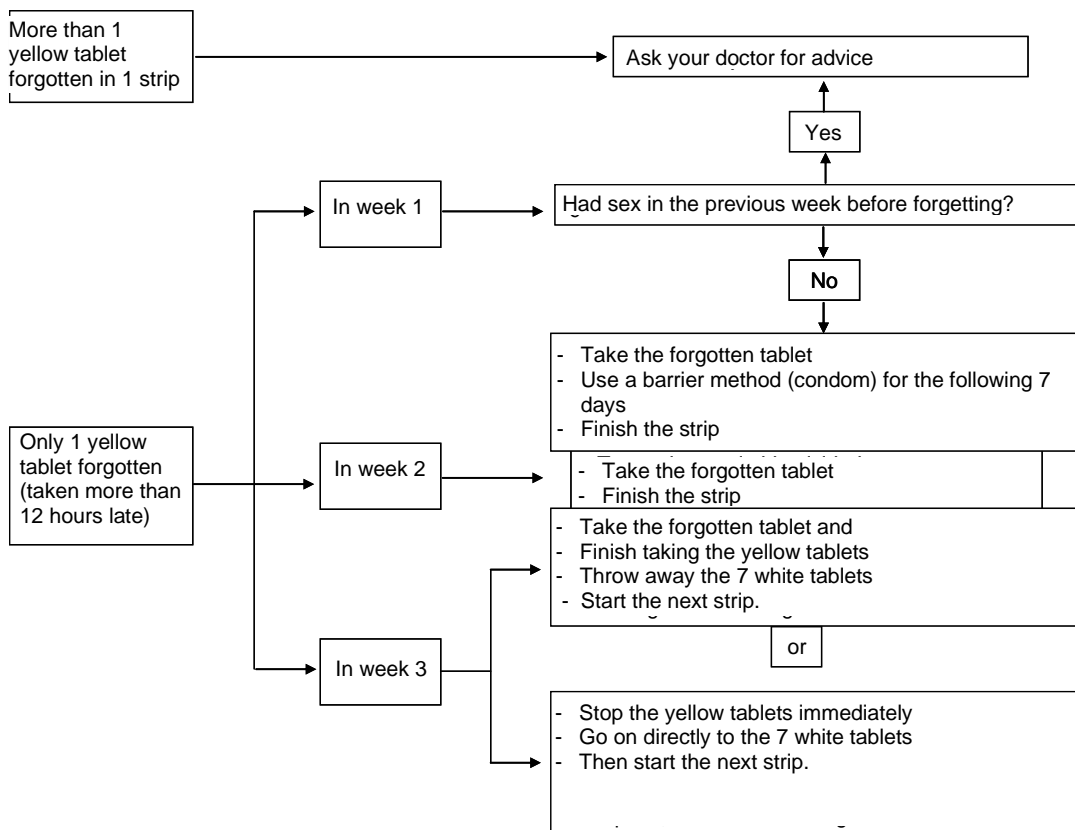 More than 1
yellow tablet
forgotten in 1 strip
Ask your doctor for advice
Yes
In week 1
Had sex in the previous week before forgetting?
No
- Take the forgotten tablet
- Use a barrier method (condom) for the following 7
days
- Finish the strip
Only 1 yellow
tablet forgotten
(taken more than
12 hours late)
In week 2
- Take the forgotten tablet
- Finish the strip
- Take the forgotten tablet and
- Finish taking the yellow tablets
- Throw away the 7 white tablets
- Start the next strip.
or
In week 3
- Stop the yellow tablets immediately
- Go on directly to the 7 white tablets
- Then start the next strip.